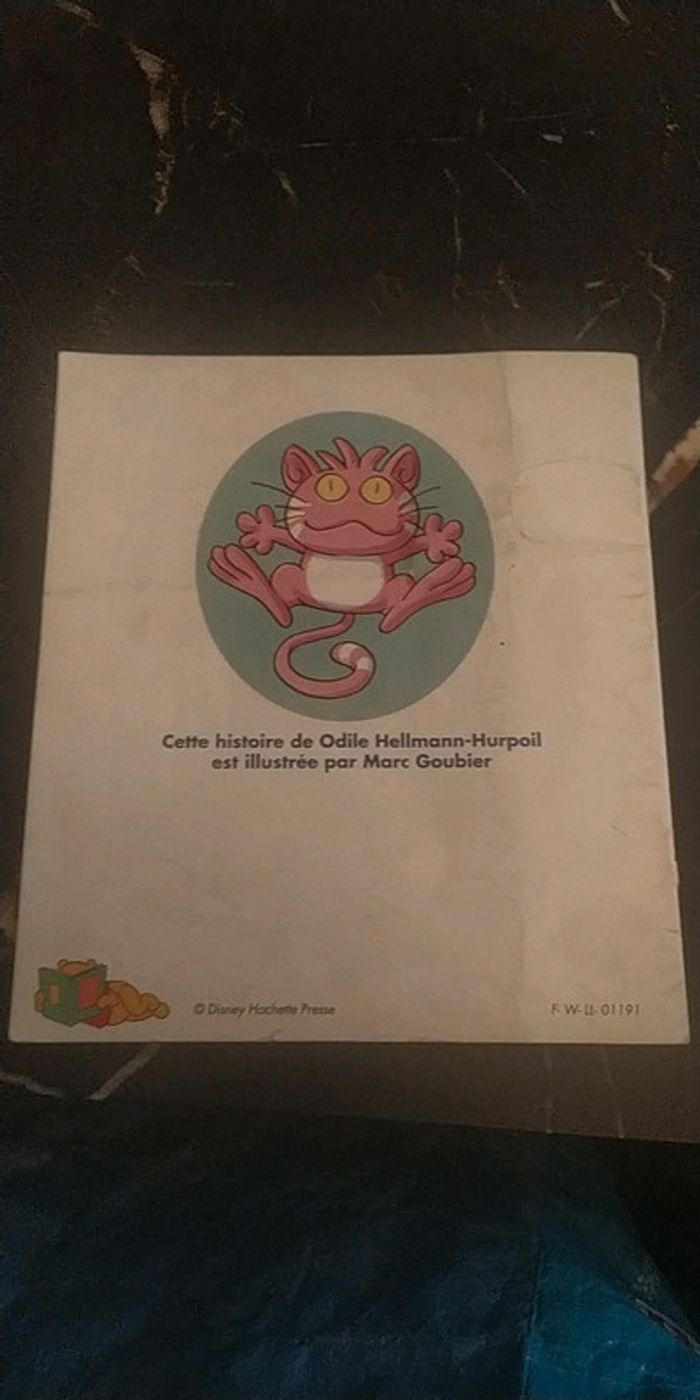 Cette histoire de Odile Hellmann-Hurpoil
est illustrée par Marc Goubier
© Disney Hachette Presse
F- W- LL- 01191